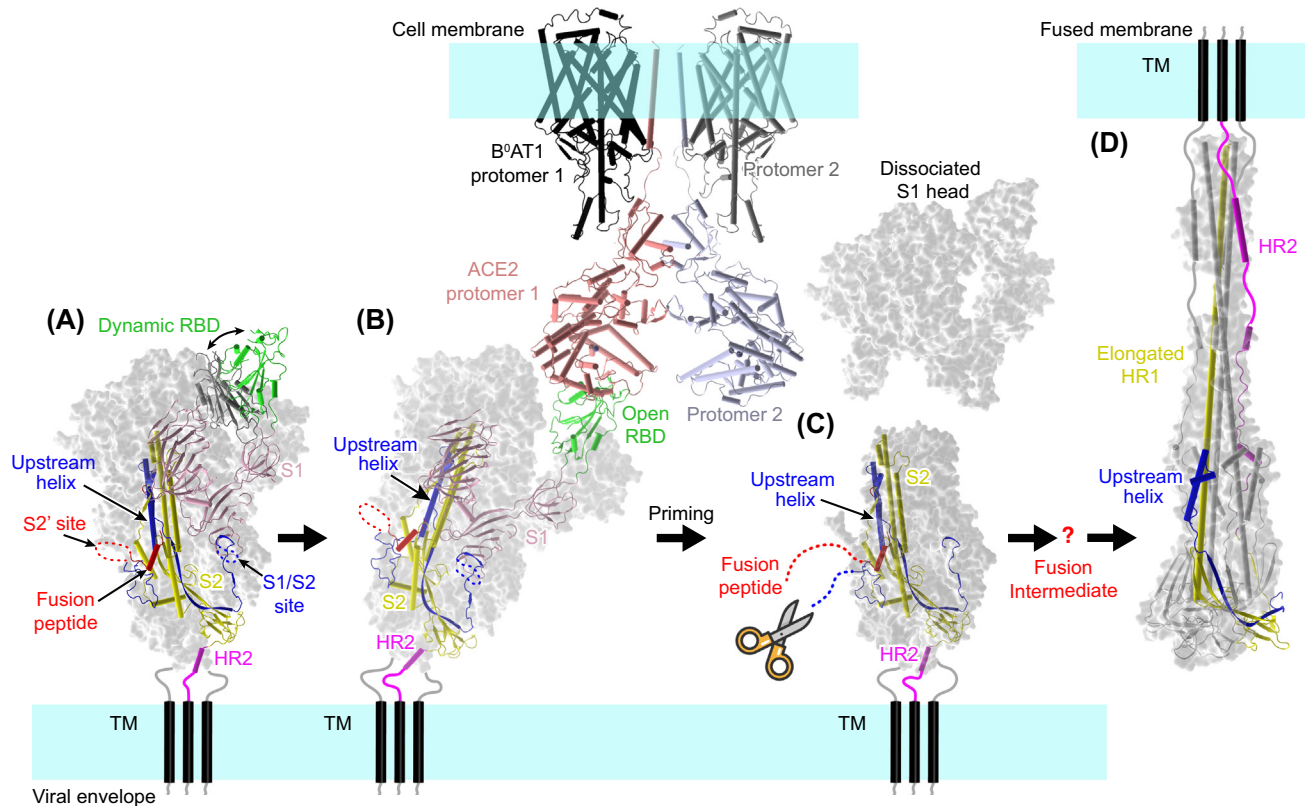 Cell membrane
B⁰AT1
protomer 1
Protomer 2
Dissociated
S1 head
Fused membrane
TM
(D)
HR2
Elongated
HR1
Upstream
helix
ACE2
protomer 1
Protomer 2
Open
RBD
(A)
Dynamic RBD
Upstream
helix
S1
S2' site
Fusion
peptide
S2
S1/S2
site
HR2
TM
(B)
Upstream
helix
S1
S2
HR2
TM
Priming
(C)
Upstream
helix
S2
Fusion
peptide
HR2
TM
?
Fusion
Intermediate
Viral envelope